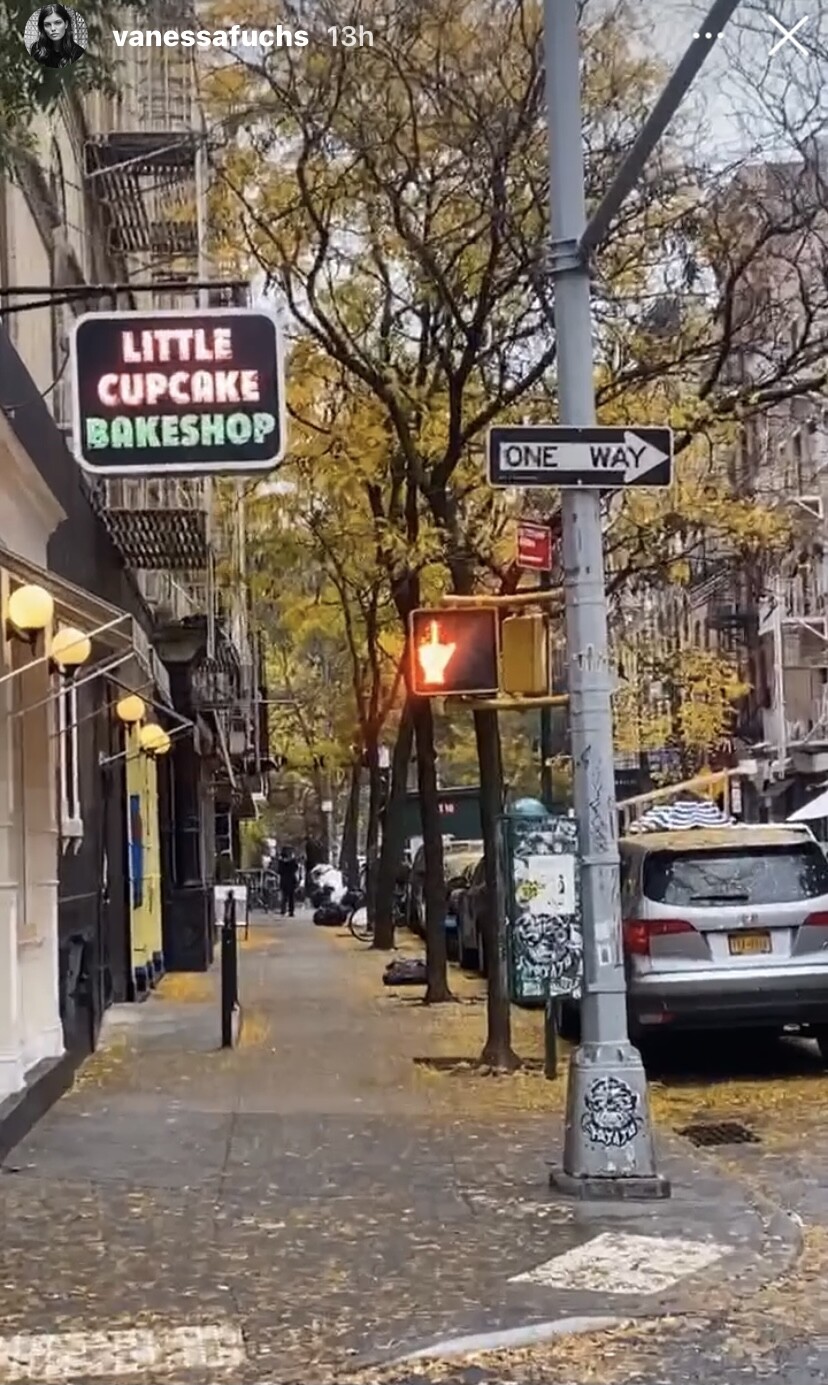 vanessafuchs 13h
LITTLE
CUPCAKE
BAKESHOP
ONE WAY